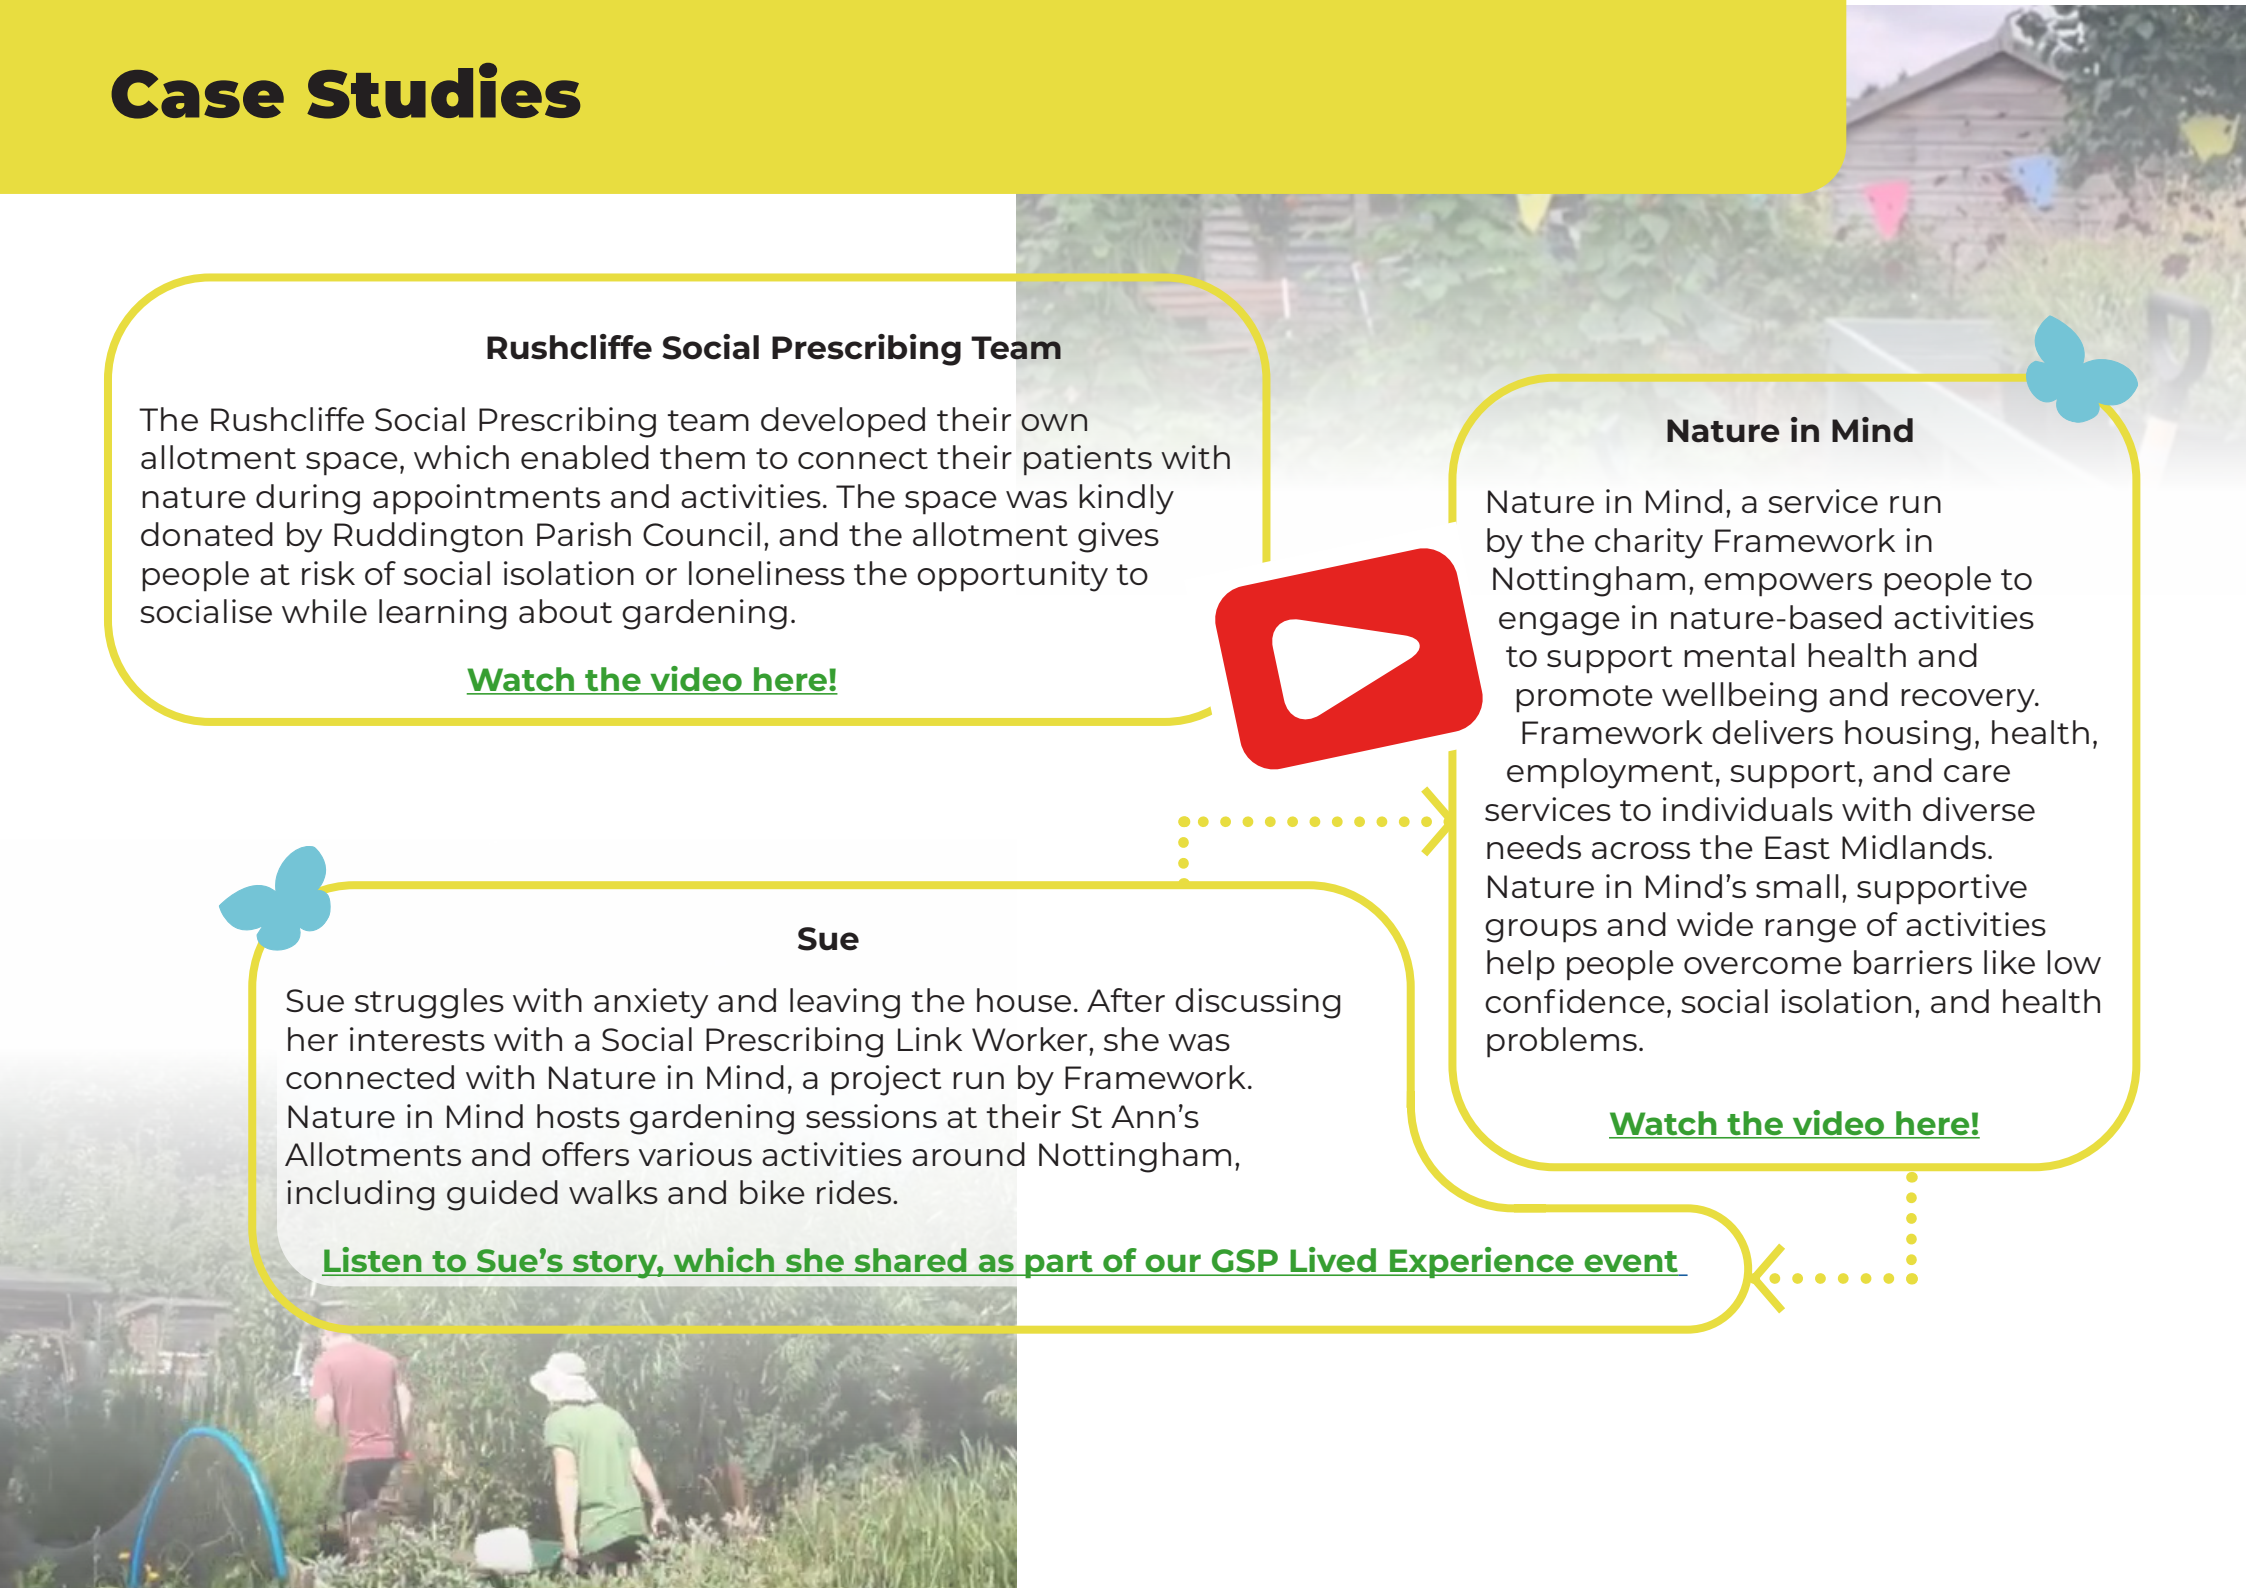 Case Studies
Rushcliffe Social Prescribing Team
The Rushcliffe Social Prescribing team developed their own
allotment space, which enabled them to connect their patients with
nature during appointments and activities. The space was kindly
donated by Ruddington Parish Council, and the allotment gives
people at risk of social isolation or loneliness the opportunity to
socialise while learning about gardening.
Watch the video here!
Nature in Mind
Nature in Mind, a service run
by the charity Framework in
Nottingham, empowers people to
engage in nature-based activities
to support mental health and
promote wellbeing and recovery.
Framework delivers housing, health,
employment, support, and care
services to individuals with diverse
needs across the East Midlands.
Nature in Mind’s small, supportive
groups and wide range of activities
help people overcome barriers like low
confidence, social isolation, and health
problems.
Watch the video here!
Sue
Sue struggles with anxiety and leaving the house. After discussing
her interests with a Social Prescribing Link Worker, she was
connected with Nature in Mind, a project run by Framework.
Nature in Mind hosts gardening sessions at their St Ann’s
Allotments and offers various activities around Nottingham,
including guided walks and bike rides.
Listen to Sue’s story, which she shared as part of our GSP Lived Experience event